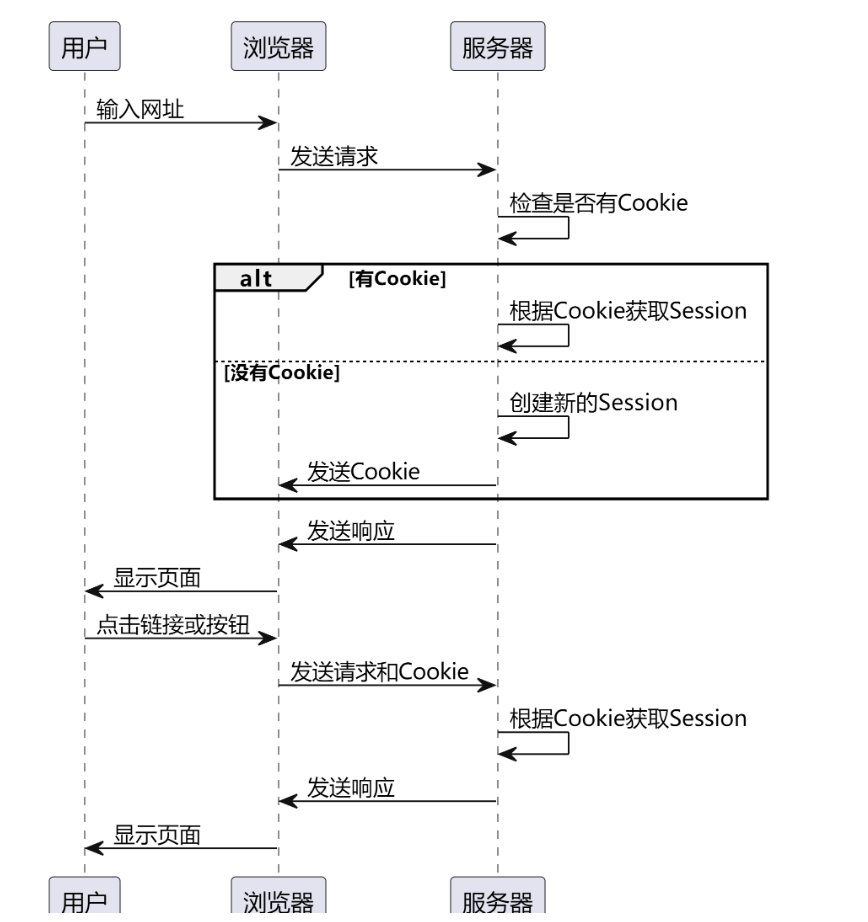 用户 浏览器 服务器
输入网址
发送请求
检查是否有Cookie
alt [有Cookie]
根据Cookie获取Session
[没有Cookie]
创建新的Session
发送Cookie
发送响应
显示页面
点击链接或按钮
发送请求和Cookie
根据Cookie获取Session
发送响应
显示页面
用户 浏览器 服务器